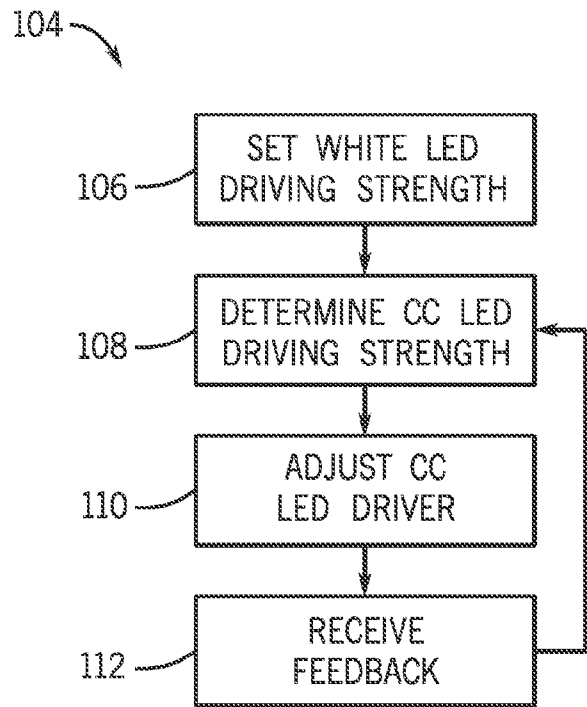 104
SET WHITE LED
DRIVING STRENGTH
106
DETERMINE CC LED
DRIVING STRENGTH
108
ADJUST CC
LED DRIVER
110
RECEIVE
FEEDBACK
112